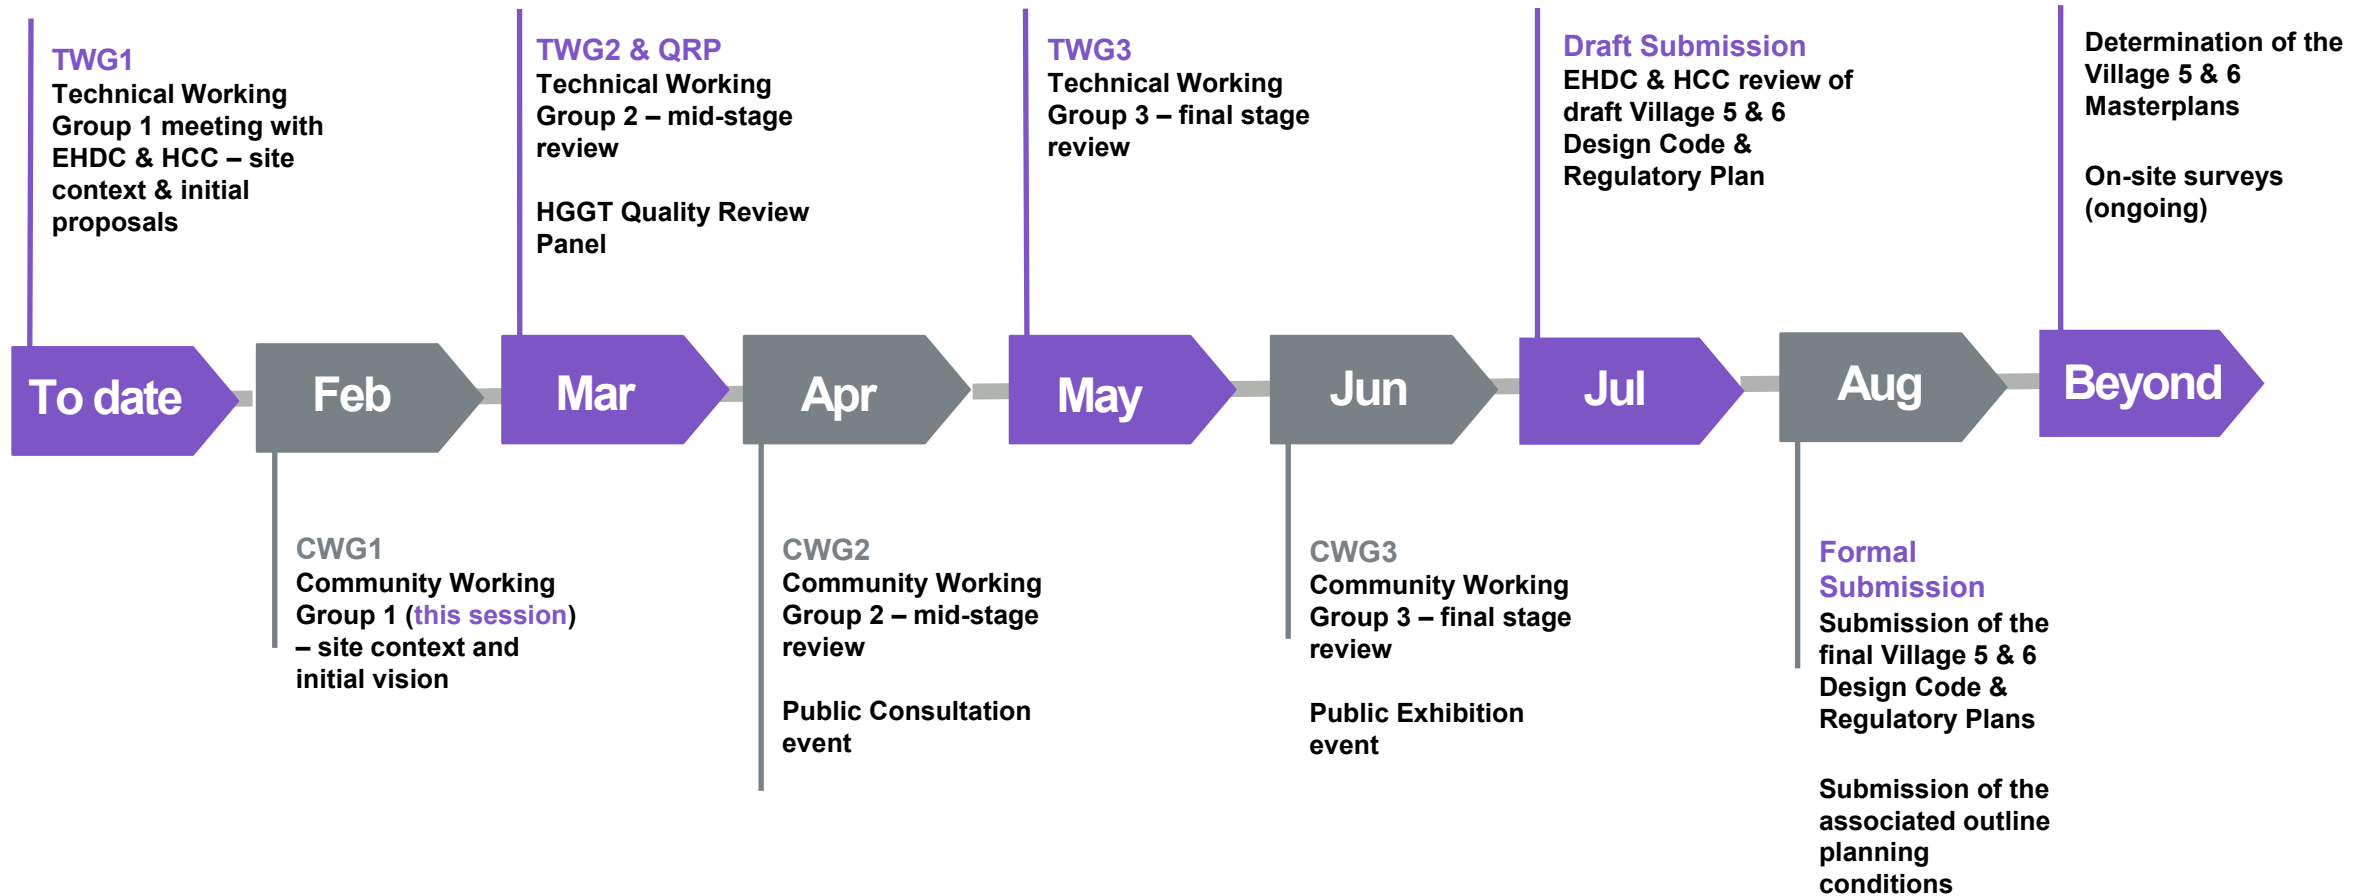 TWG1
Technical Working
Group 1 meeting with
EHDC & HCC – site
context & initial
proposals
TWG2 & QRP
Technical Working
Group 2 – mid-stage
review
HGGT Quality Review
Panel
TWG3
Technical Working
Group 3 – final stage
review
Draft Submission
EHDC & HCC review of
draft Village 5 & 6
Design Code &
Regulatory Plan
Determination of the
Village 5 & 6
Masterplans
On-site surveys
(ongoing)
To date
Feb
Mar
Apr
May
Jun
Jul
Aug
Beyond
CWG1
Community Working
Group 1 (this session)
– site context and
initial vision
CWG2
Community Working
Group 2 – mid-stage
review
Public Consultation
event
CWG3
Community Working
Group 3 – final stage
review
Public Exhibition
event
Formal
Submission
Submission of the
final Village 5 & 6
Design Code &
Regulatory Plans
Submission of the
associated outline
planning
conditions